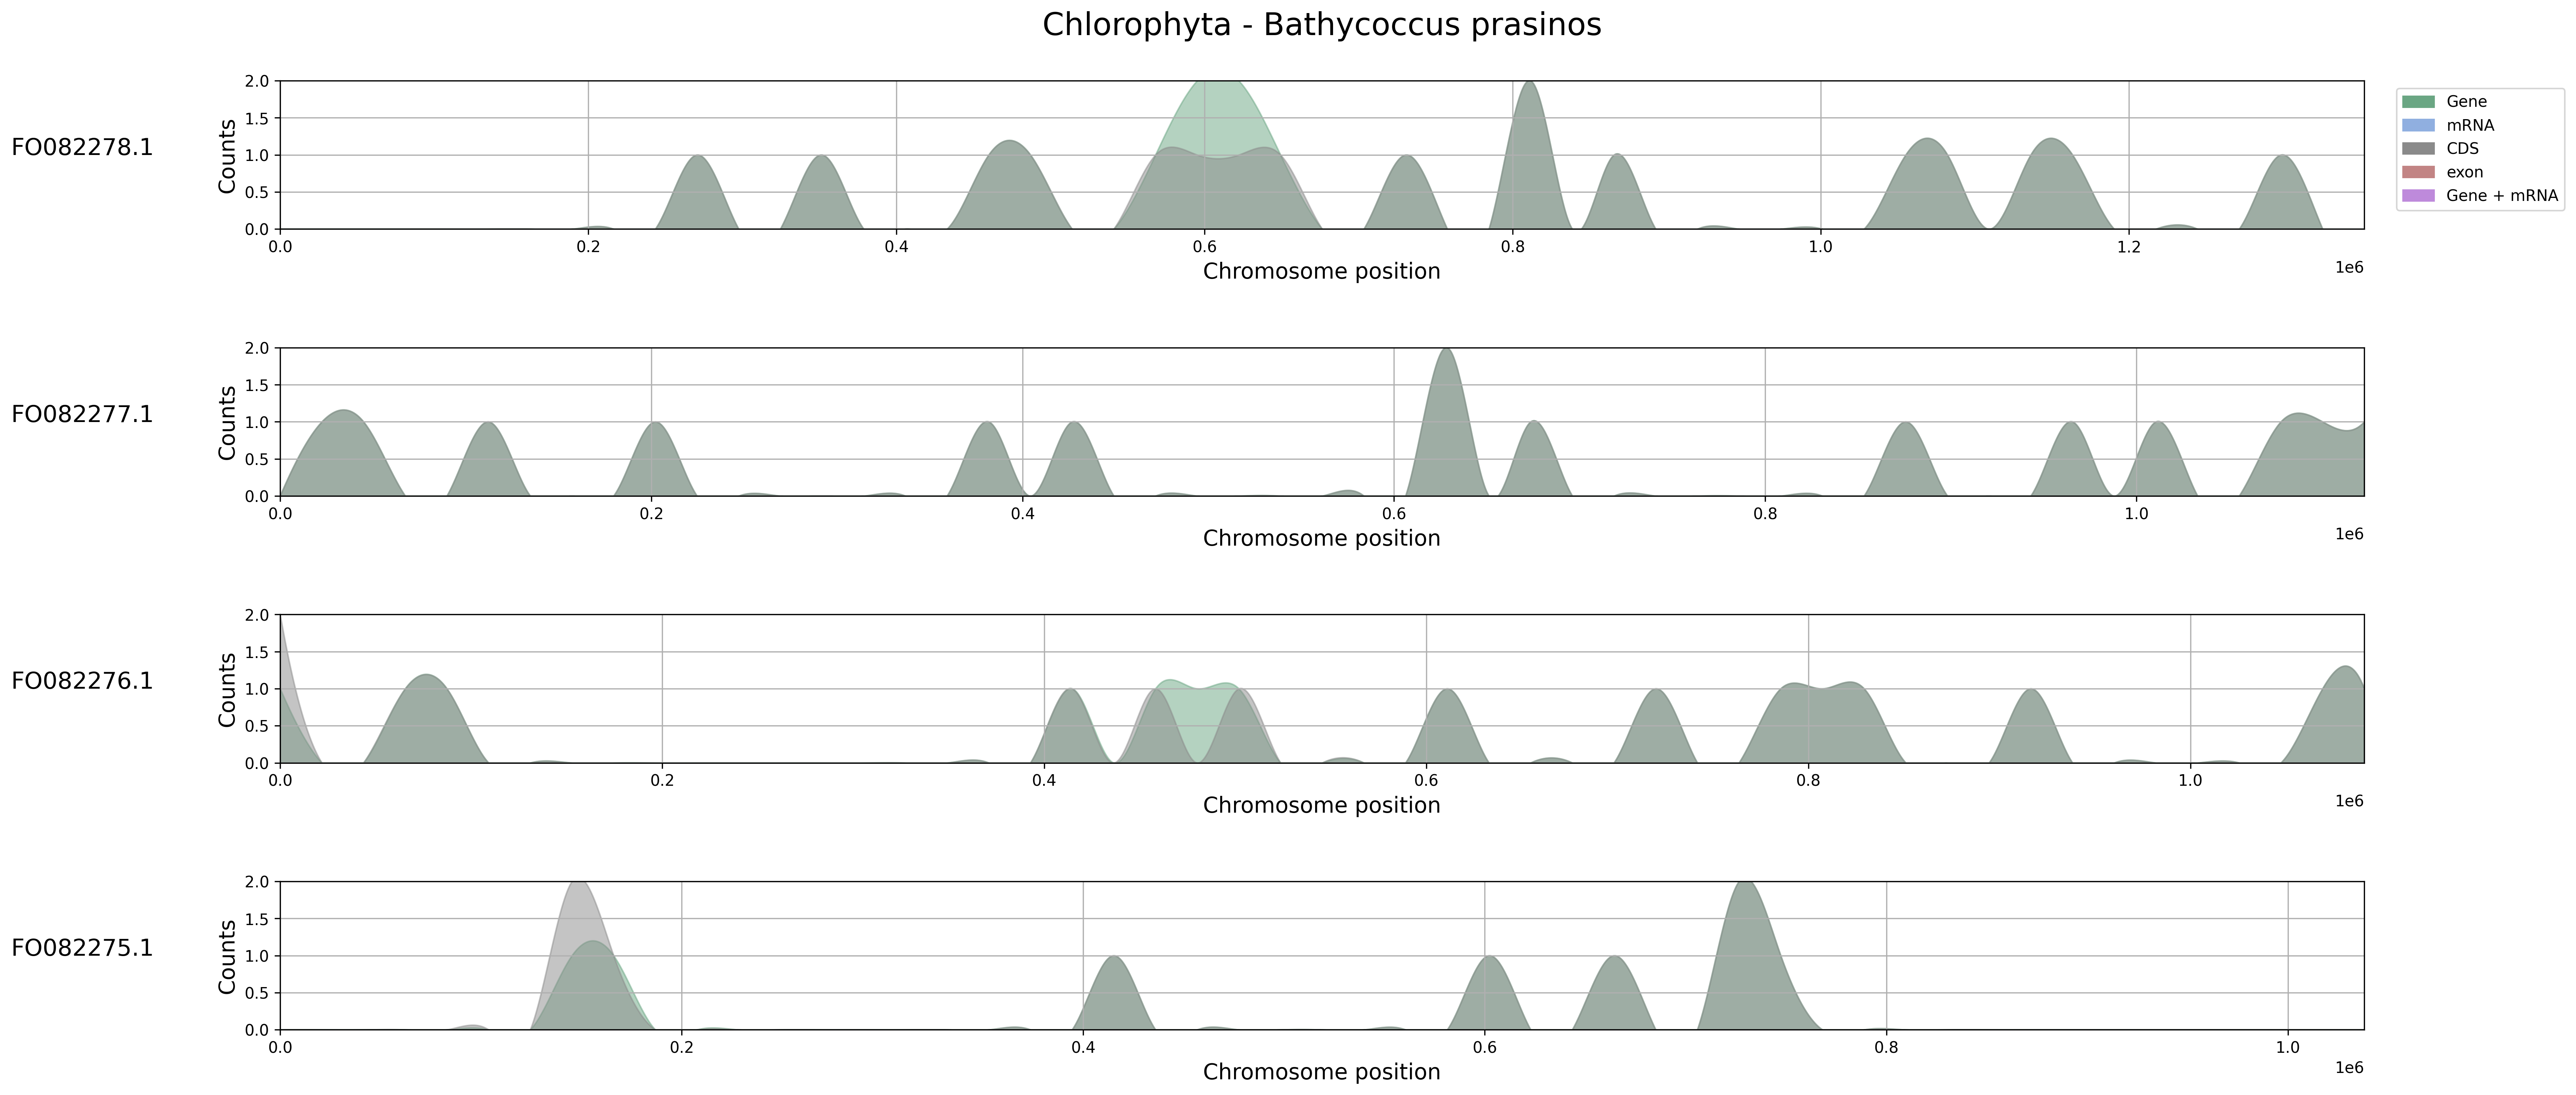 Chlorophyta - Bathycoccus prasinos
FO082278.1
Counts
2.0
1.5
1.0
0.5
0.0
0.0 0.2 0.4 0.6 0.8 1.0 1.2
Chromosome position
1e6
Gene
mRNA
CDS
exon
Gene + mRNA
FO082277.1
Counts
2.0
1.5
1.0
0.5
0.0
0.0 0.2 0.4 0.6 0.8 1.0
Chromosome position
1e6
FO082276.1
Counts
2.0
1.5
1.0
0.5
0.0
0.0 0.2 0.4 0.6 0.8 1.0
Chromosome position
1e6
FO082275.1
Counts
2.0
1.5
1.0
0.5
0.0
0.0 0.2 0.4 0.6 0.8 1.0
Chromosome position
1e6